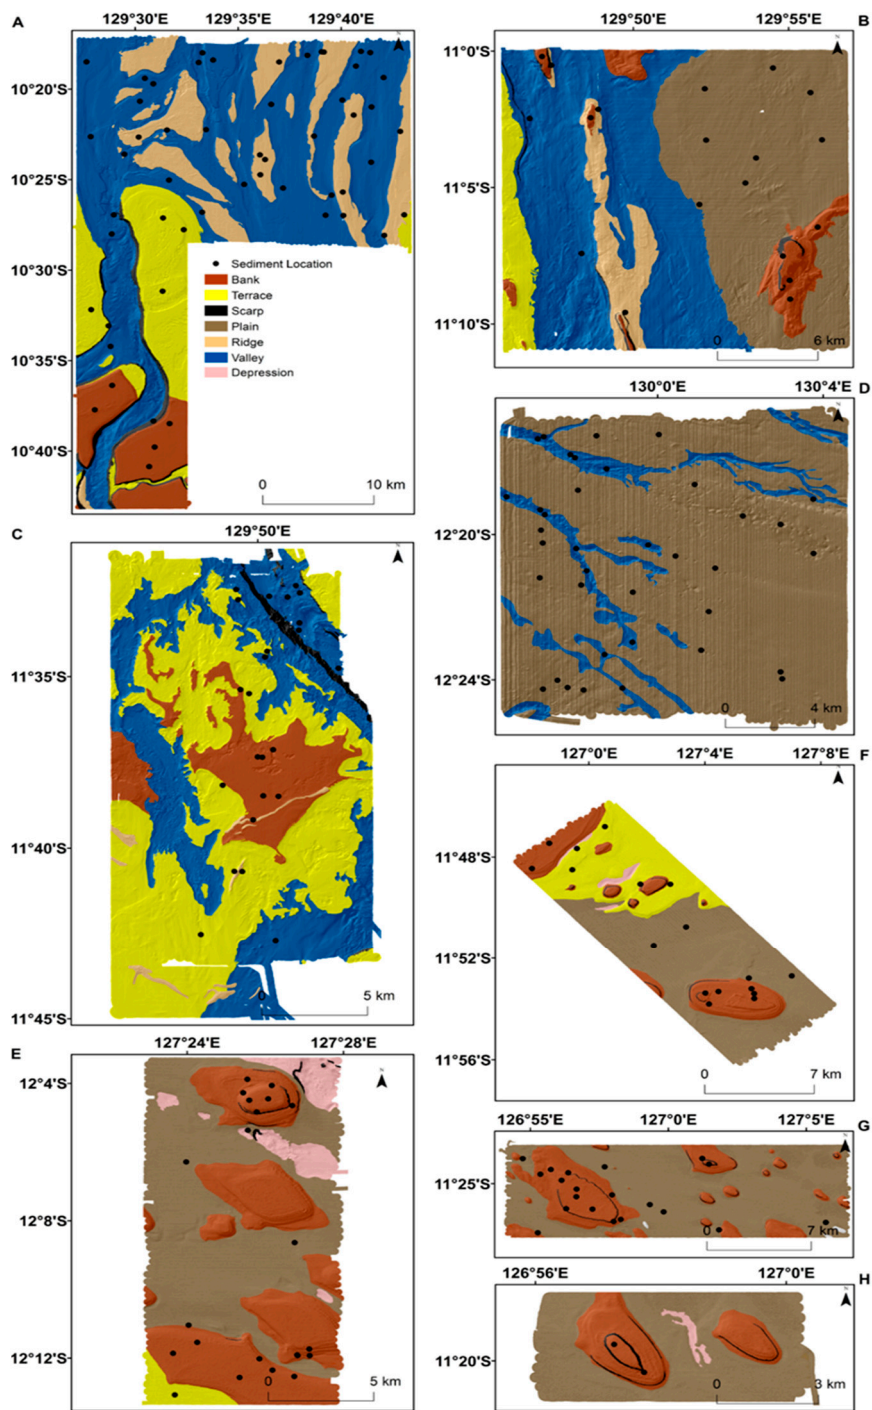 A
129°30'E 129°35'E 129°40'E
10°20'S
10°25'S
10°30'S
10°35'S
10°40'S
Sediment Location
Bank
Terrace
Scarp
Plain
Ridge
Valley
Depression
0 10 km
B
129°50'E 129°55'E
11°0'S
11°5'S
11°10'S
0 6 km
C
129°50'E
11°35'S
11°40'S
11°45'S
0 5 km
D
130°0'E 130°4'E
12°20'S
12°24'S
0 4 km
E
127°24'E 127°28'E
12°4'S
12°8'S
12°12'S
0 5 km
F
127°0'E 127°4'E 127°8'E
11°48'S
11°52'S
11°56'S
0 7 km
G
126°55'E 127°0'E 127°5'E
11°25'S
0 7 km
H
126°56'E 127°0'E
11°20'S
0 3 km